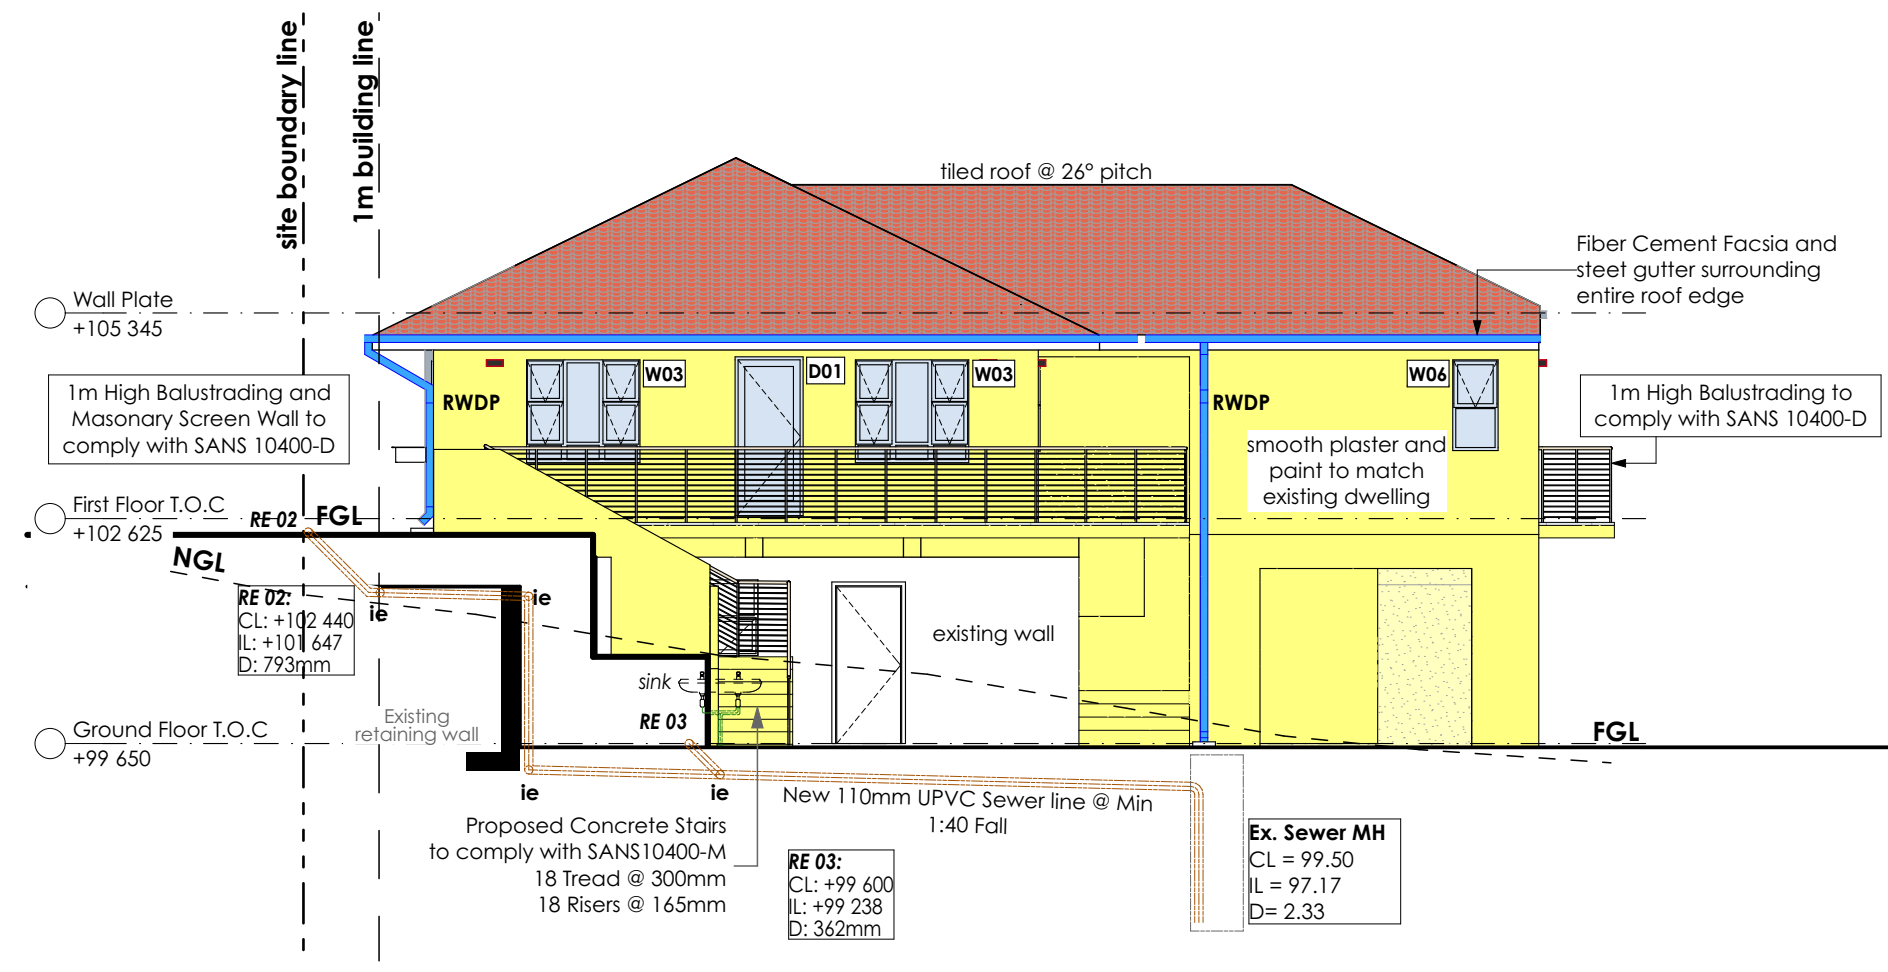 site boundary line
1m building line
tiled roof @ 26° pitch
Fiber Cement Facsia and
steet gutter surrounding
entire roof edge
Wall Plate
+105 345
1m High Balustrading and
Masonary Screen Wall to
comply with SANS 10400-D
RWDP
W03
D01
W03
RWDP
W06
1m High Balustrading to
comply with SANS 10400-D
smooth plaster and
paint to match
existing dwelling
First Floor T.O.C
+102 625
RE 02
FGL
NGL
RE 02:
CL: +102 440
IL: +101 647
D: 793mm
ie
ie
existing wall
sink
RE 03
Existing
retaining wall
Ground Floor T.O.C
+99 650
FGL
ie
ie
New 110mm UPVC Sewer line @ Min
1:40 Fall
Proposed Concrete Stairs
to comply with SANS10400-M
18 Tread @ 300mm
18 Risers @ 165mm
RE 03:
CL: +99 600
IL: +99 238
D: 362mm
Ex. Sewer MH
CL = 99.50
IL = 97.17
D= 2.33